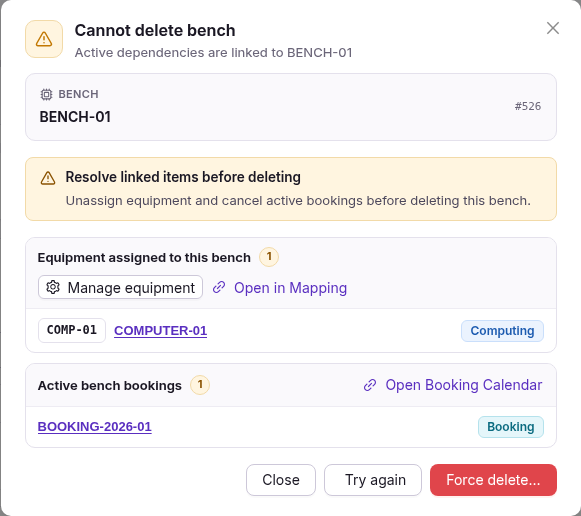 Cannot delete bench
Active dependencies are linked to BENCH-01
BENCH
BENCH-01
#526
Resolve linked items before deleting
Unassign equipment and cancel active bookings before deleting this bench.
Equipment assigned to this bench 1
Manage equipment Open in Mapping
COMP-01 COMPUTER-01 Computing
Active bench bookings 1 Open Booking Calendar
BOOKING-2026-01 Booking
Close Try again Force delete...